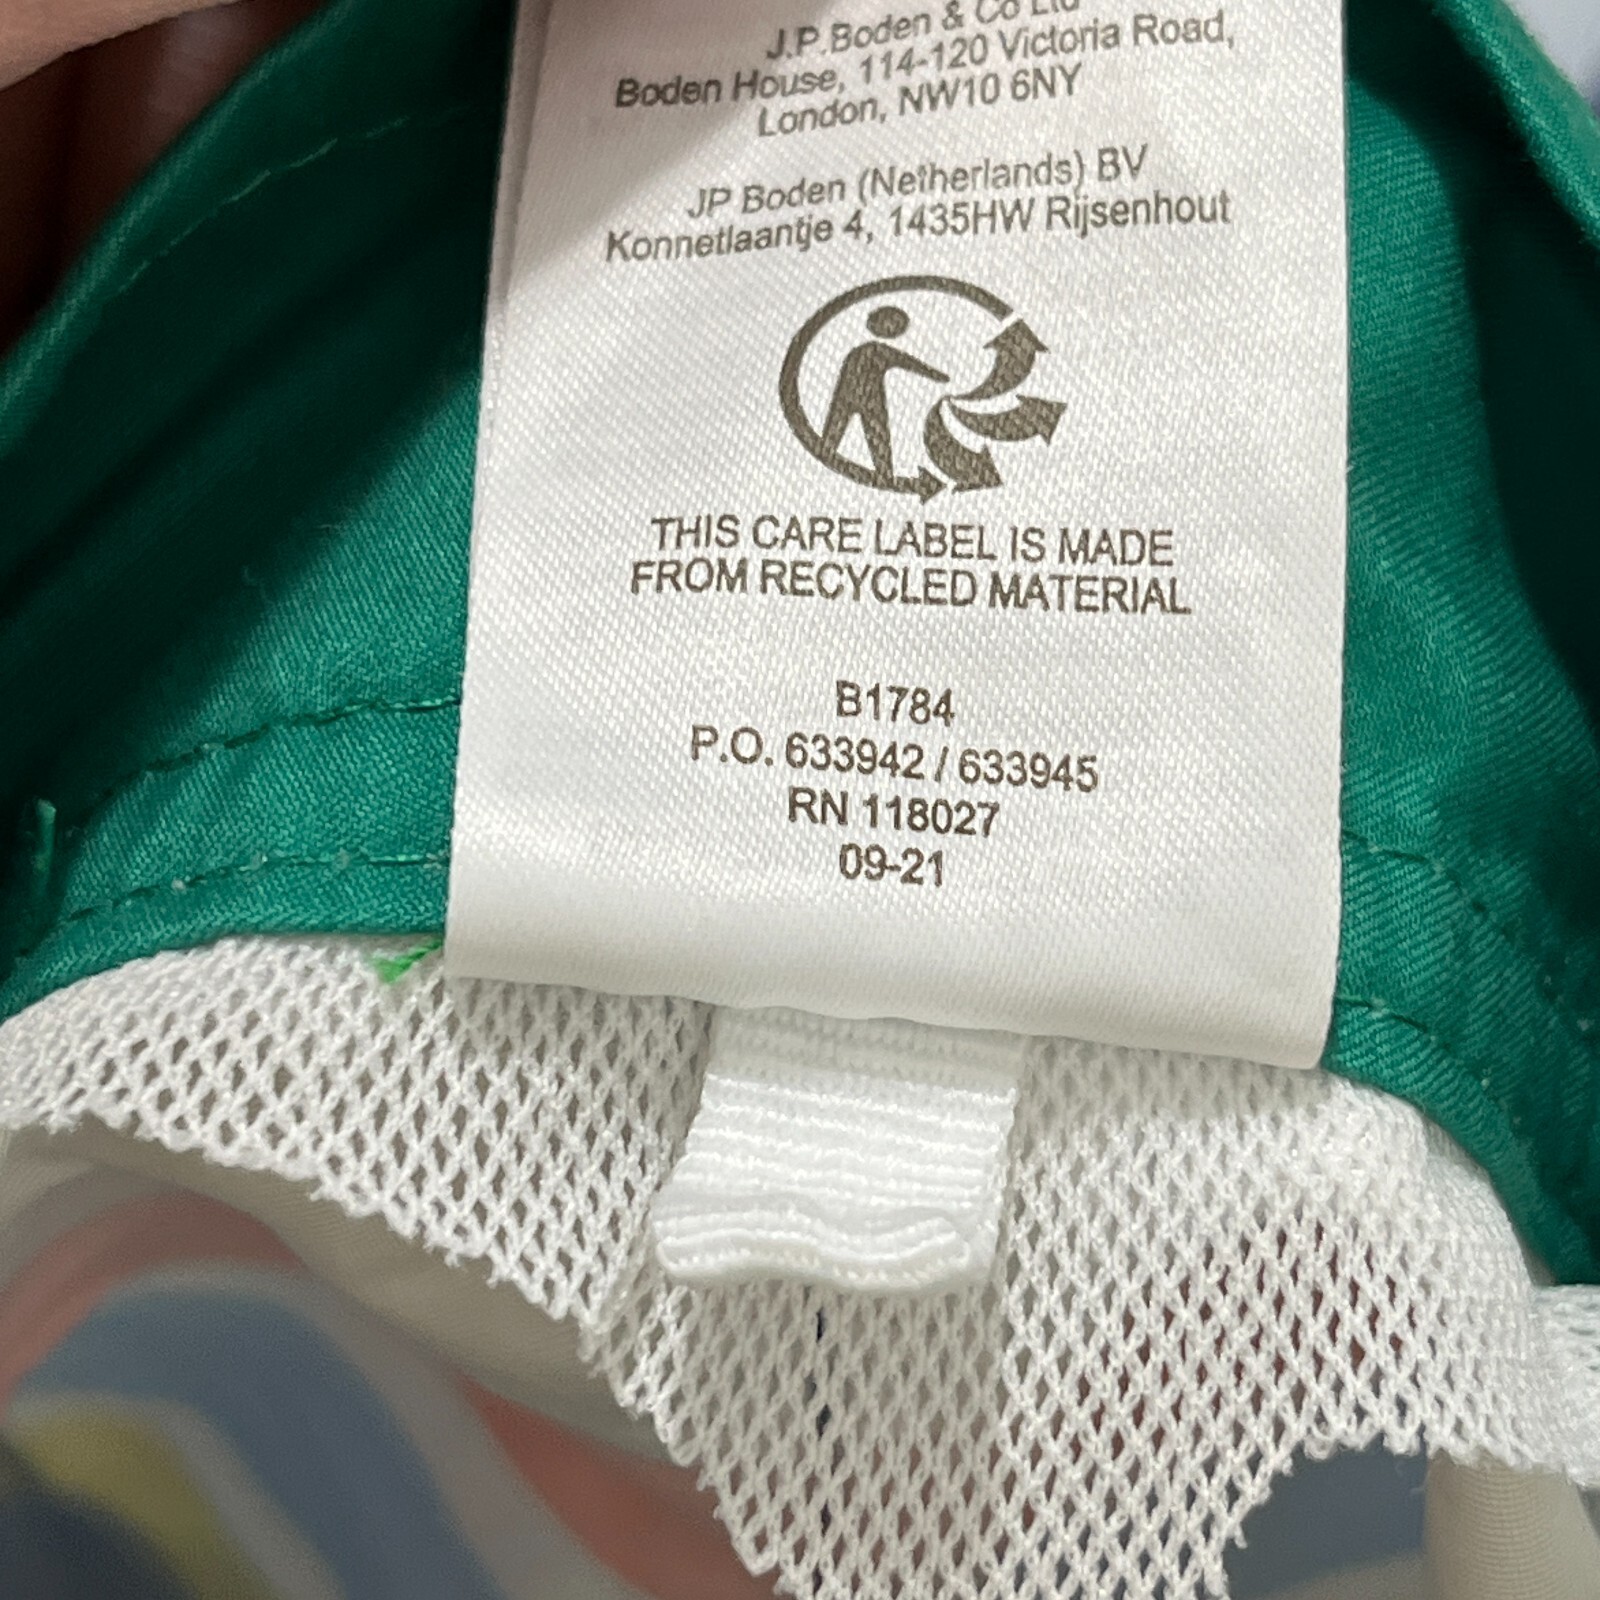 J.P.Boden & Co Ltd
Boden House, 114-120 Victoria Road,
London, NW10 6NY
JP Boden (Netherlands) BV
Konnetlaantje 4, 1435HW Rijsenhout
THIS CARE LABEL IS MADE
FROM RECYCLED MATERIAL
B1784
P.O. 633942 / 633945
RN 118027
09-21